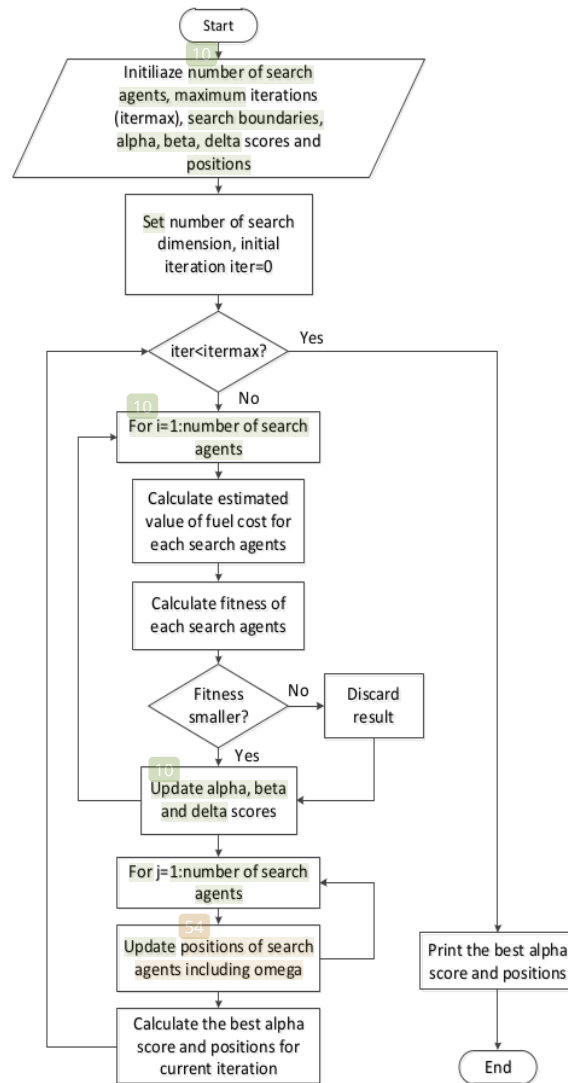 Start
10
Initiliaze number of search
agents, maximum iterations
(itermax), search boundaries,
alpha, beta, delta scores and
positions
Set number of search
dimension, initial
iteration iter=0
iter<itermax?
Yes
No
10
For i=1:number of search
agents
Calculate estimated
value of fuel cost for
each search agents
Calculate fitness of
each search agents
Fitness
smaller?
No
Discard
result
Yes
10
Update alpha, beta
and delta scores
For j=1:number of search
agents
54
Update positions of search
agents including omega
Print the best alpha
score and positions
Calculate the best alpha
score and positions for
current iteration
End